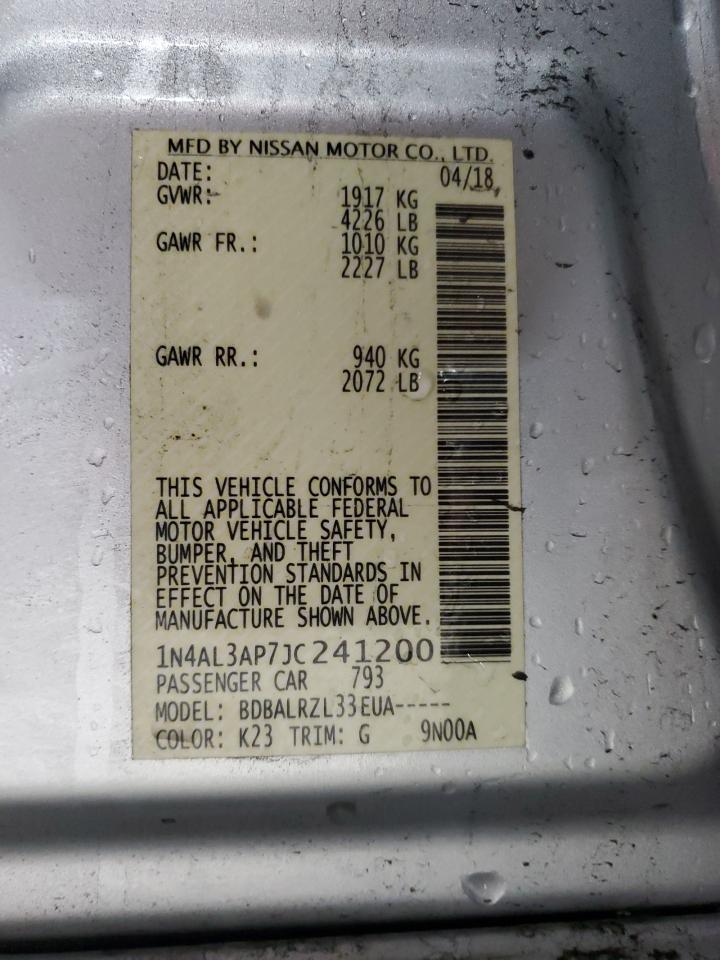 MFD BY NISSAN MOTOR CO., LTD.
DATE: 04/18
GVWR: 1917 KG
4226 LB
GAWR FR.: 1010 KG
2227 LB
GAWR RR.: 940 KG
2072 LB
THIS VEHICLE CONFORMS TO
ALL APPLICABLE FEDERAL
MOTOR VEHICLE SAFETY,
BUMPER, AND THEFT
PREVENTION STANDARDS IN
EFFECT ON THE DATE OF
MANUFACTURE SHOWN ABOVE.
1N4AL3AP7JC241200
PASSENGER CAR 793
MODEL: BDBALRZL33EUA-----
COLOR: K23 TRIM: G 9N00A